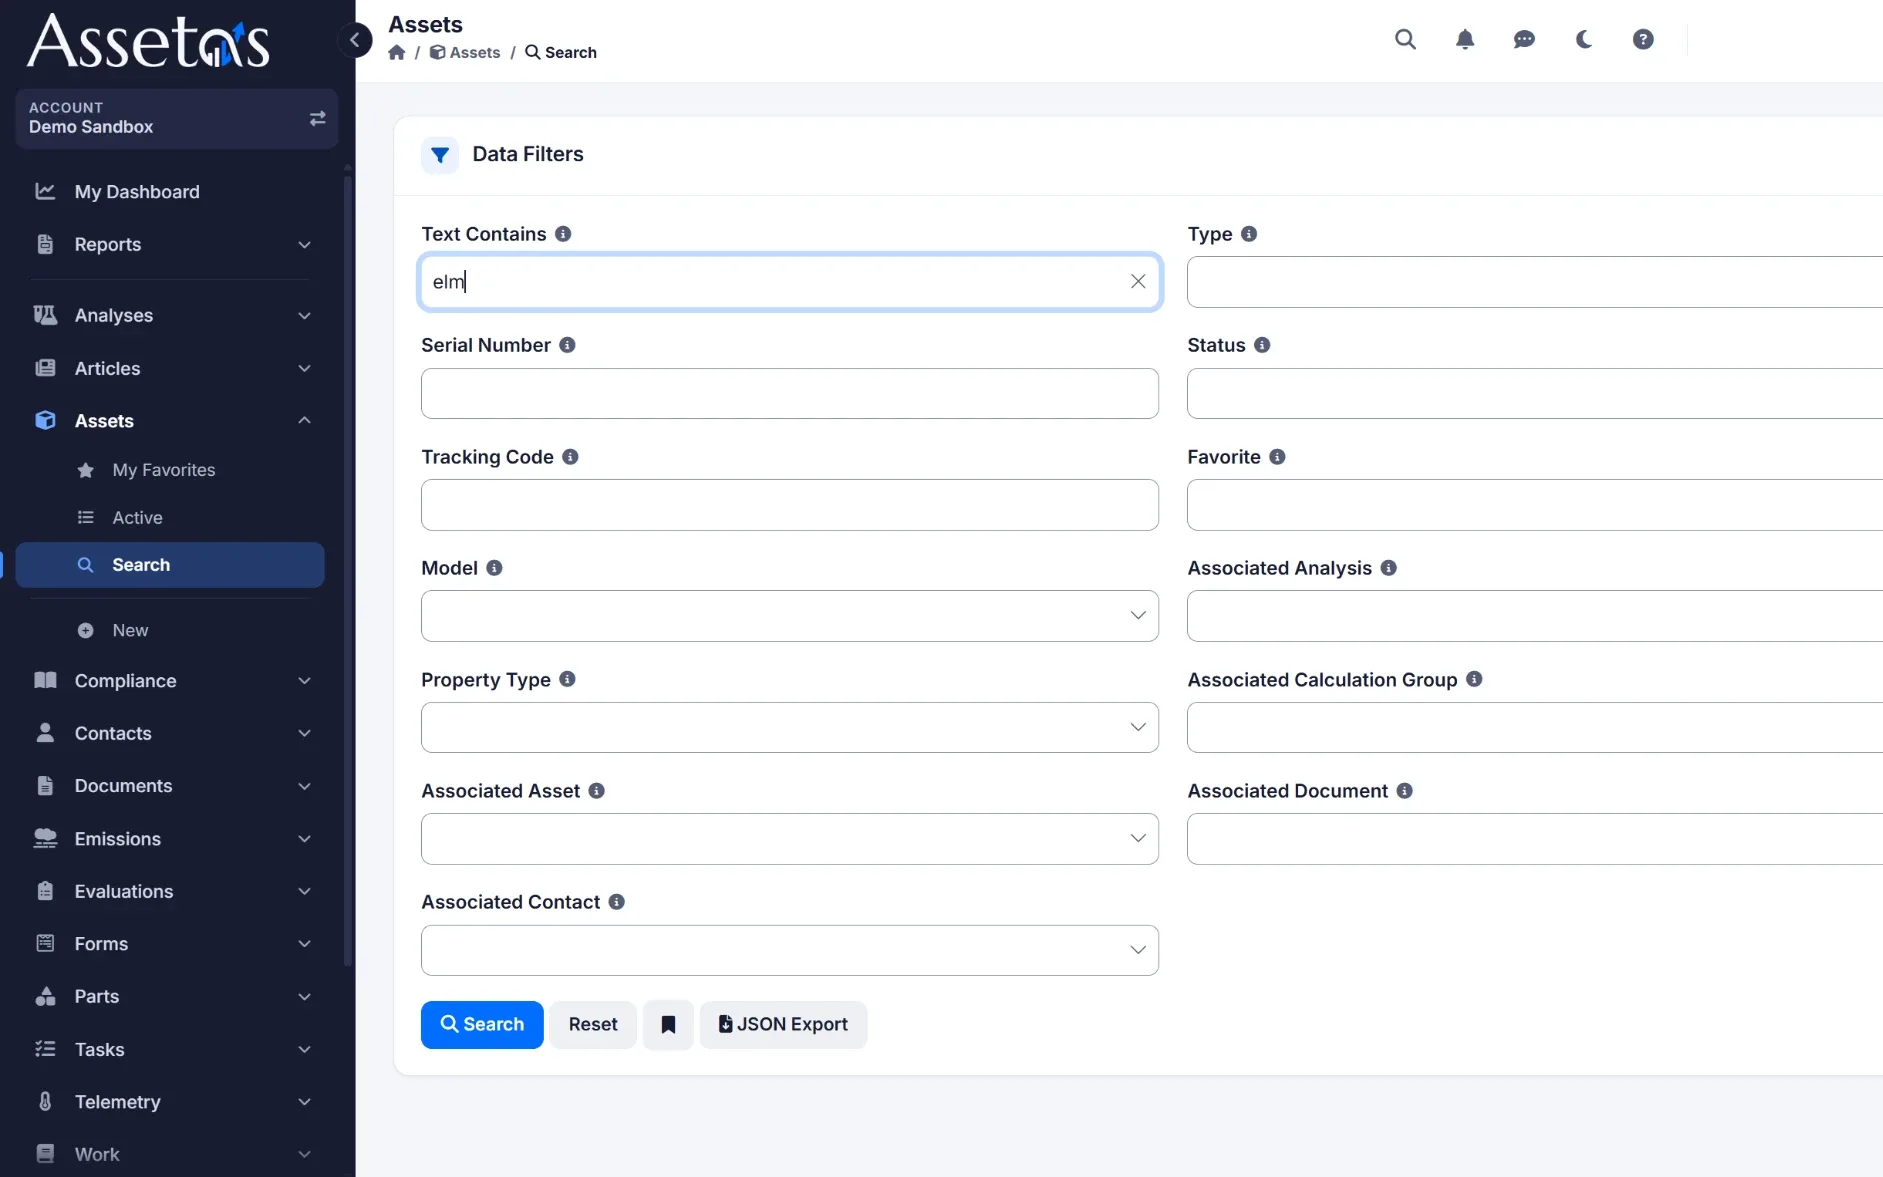 Assetas
ACCOUNT
Demo Sandbox
My Dashboard
Reports
Analyses
Articles
Assets
My Favorites
Active
Search
New
Compliance
Contacts
Documents
Emissions
Evaluations
Forms
Parts
Tasks
Telemetry
Work
Assets
/ Assets / Search
Data Filters
Text Contains
elm
Type
Serial Number
Status
Tracking Code
Favorite
Model
Associated Analysis
Property Type
Associated Calculation Group
Associated Asset
Associated Document
Associated Contact
Search
Reset
JSON Export